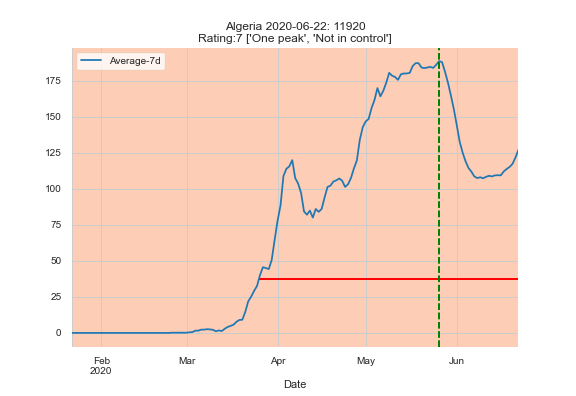 Algeria 2020-06-22: 11920
Rating:7 ['One peak', 'Not in control']
Average-7d
175
150
125
100
75
50
25
0
Feb Mar Apr May Jun
2020
Date